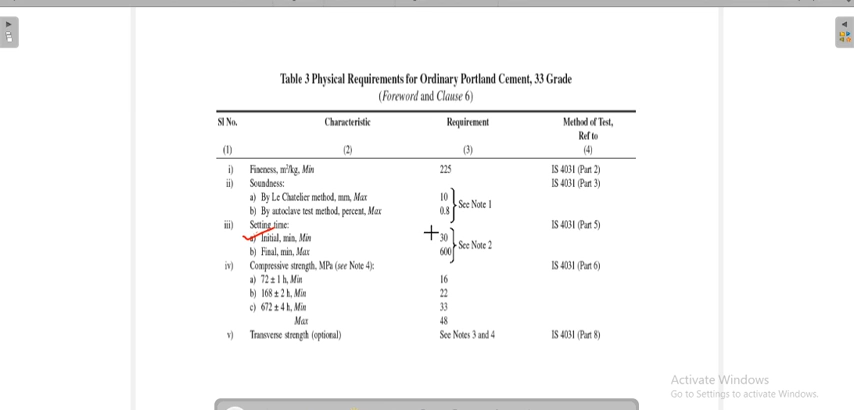 Table 3 Physical Requirements for Ordinary Portland Cement, 33 Grade
(Foreword and Clause 6)
Sl No. Characteristic Requirement Method of Test,
Ref to
(1) (2) (3) (4)
i) Fineness, m²/kg, Min 225 IS 4031 (Part 2)
ii) Soundness: IS 4031 (Part 3)
a) By Le Chatelier method, mm, Max 10
See Note 1
b) By autoclave test method, percent, Max 0.8
iii) Setting time: IS 4031 (Part 5)
a) Initial, min, Min 30
See Note 2
b) Final, min, Max 600
iv) Compressive strength, MPa (see Note 4): IS 4031 (Part 6)
a) 72 ± 1 h, Min 16
b) 168 ± 2 h, Min 22
c) 672 ± 4 h, Min 33
Max 48
v) Transverse strength (optional) See Notes 3 and 4 IS 4031 (Part 8)
Activate Windows
Go to Settings to activate Windows.